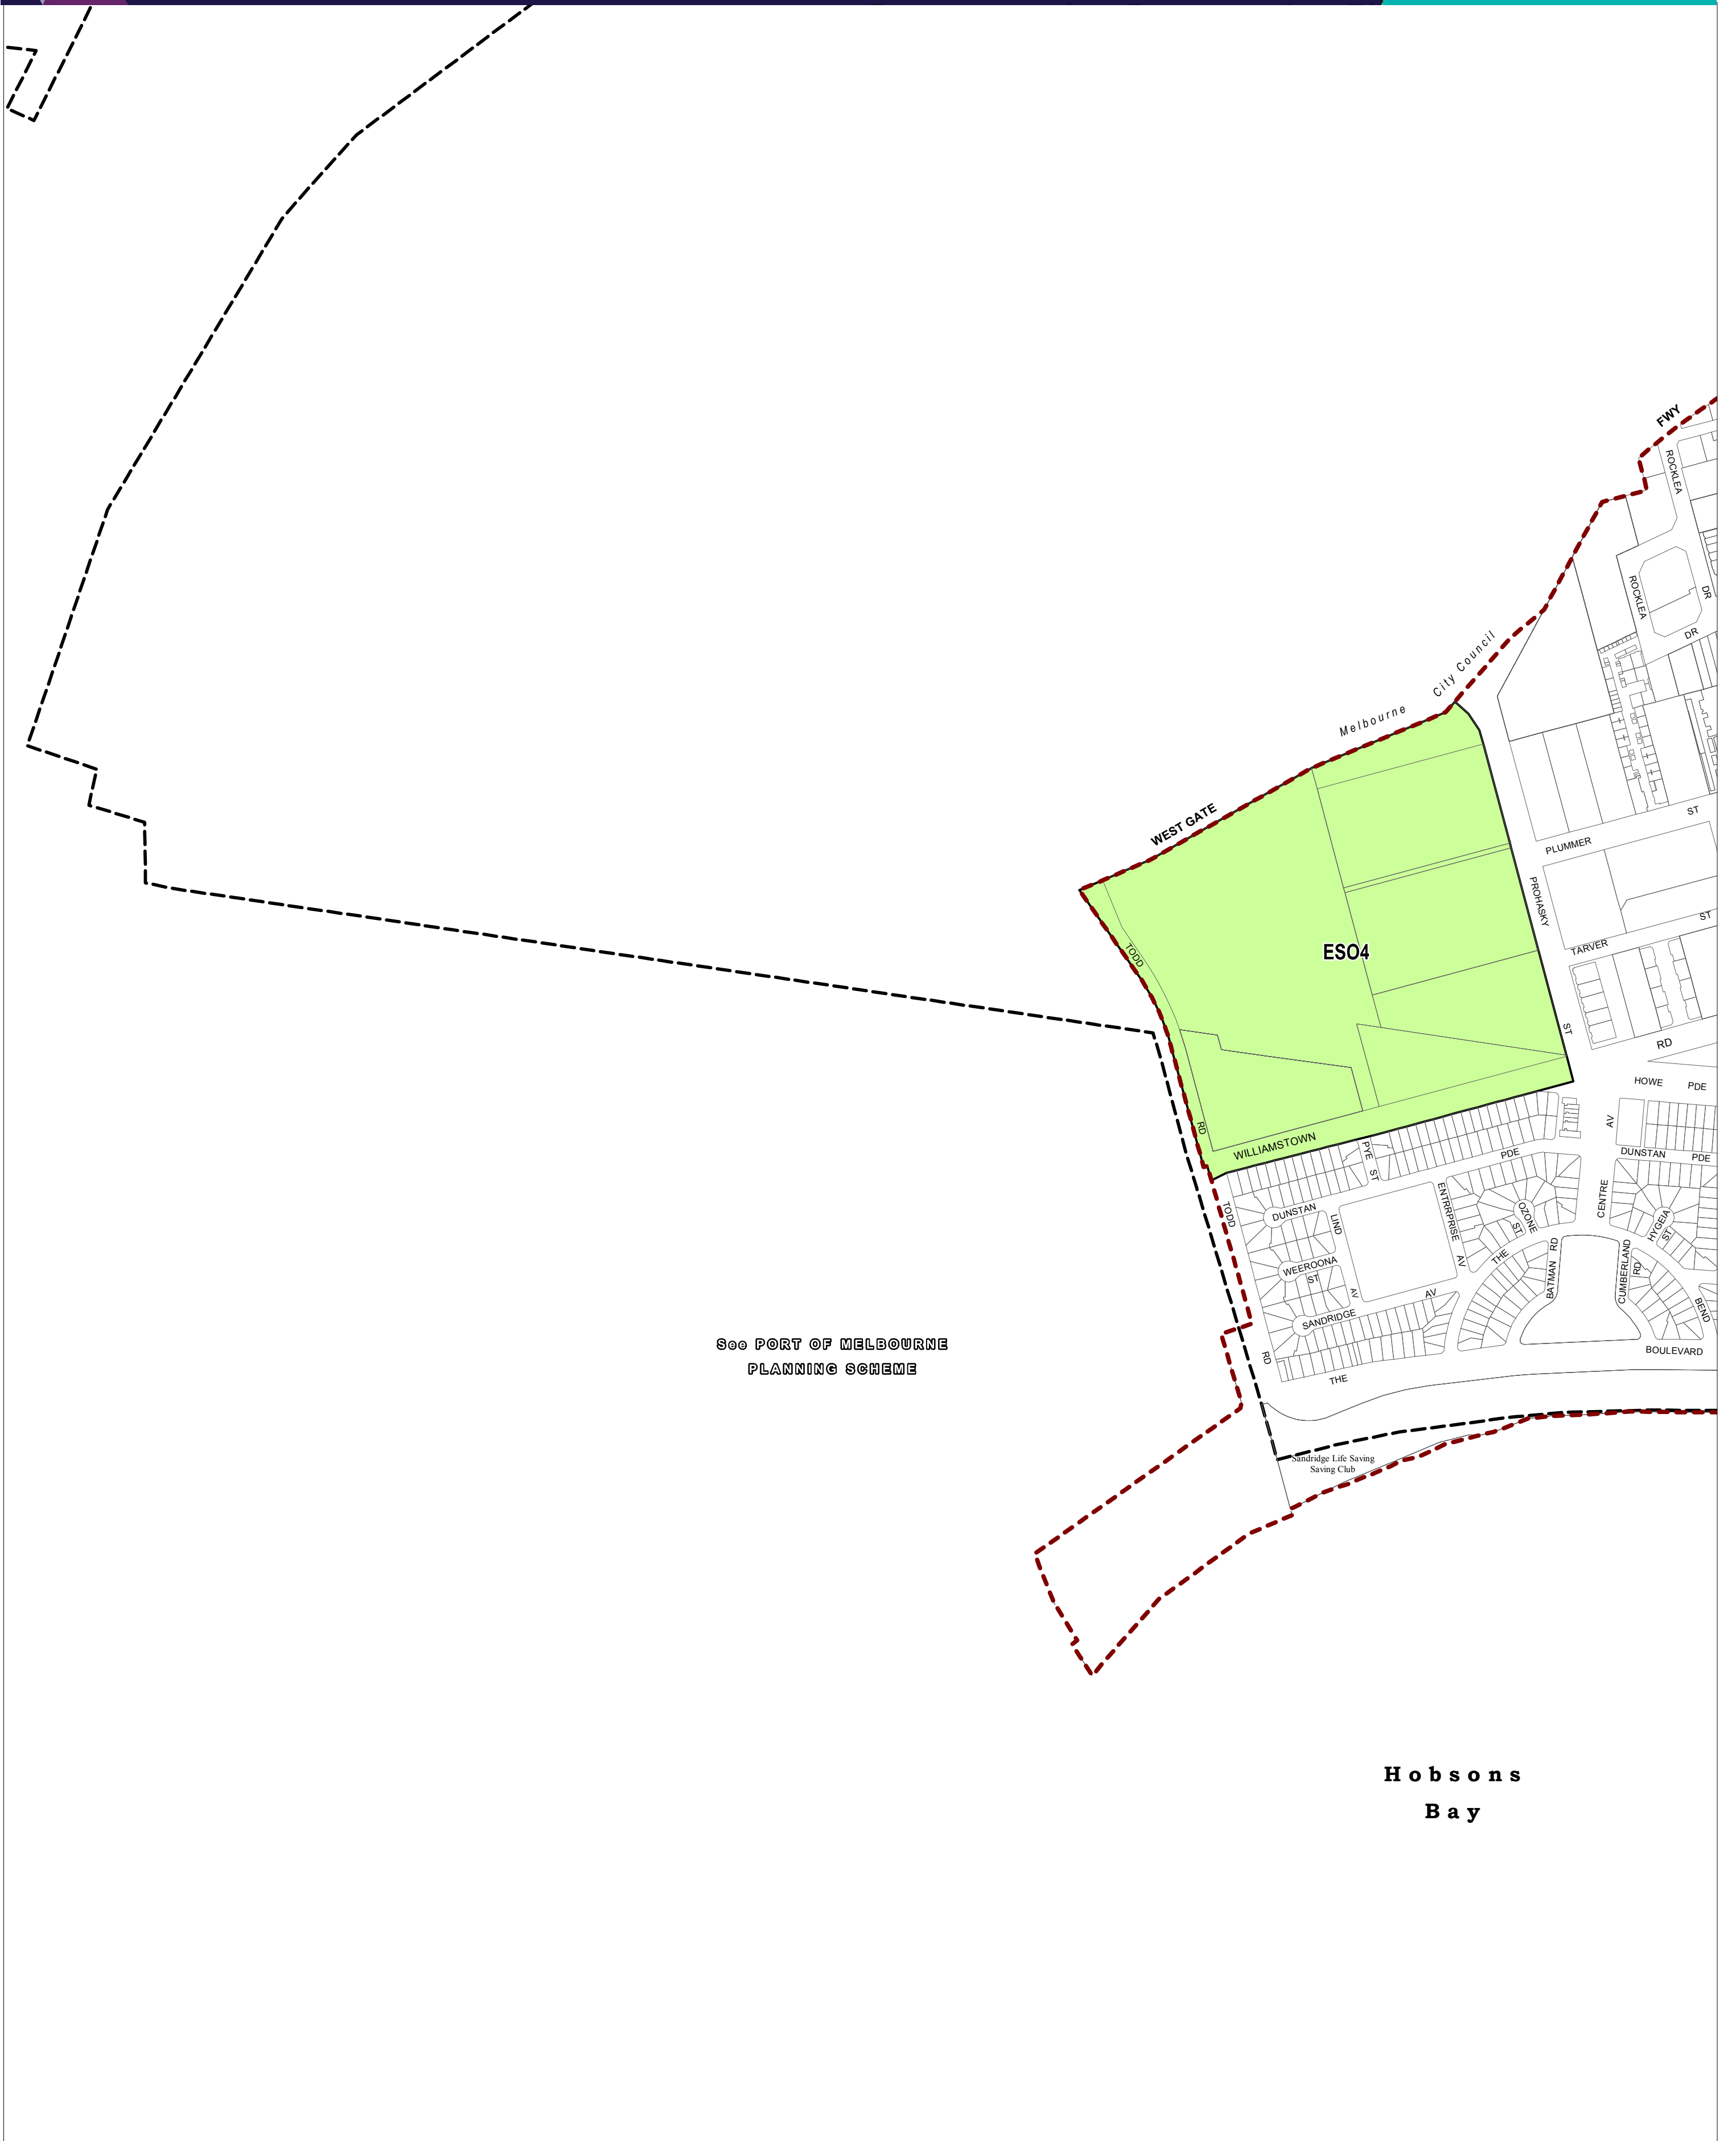 FWY
ROCKLEA
ROCKLEA
DR
DR
City Council
Melbourne
WEST GATE
ST
PLUMMER
PROHASKY
ST
TARVER
ESO4
TODD
ST
RD
HOWE PDE
AV
RD
WILLIAMSTOWN
PYE
ST
PDE
DUNSTAN PDE
TODD
DUNSTAN
LIND
ENTRRPRISE
OZONE
ST
CENTRE
HYGEIA
ST
WEEROONA
ST
AV
AV
THE
BATMAN RD
CUMBERLAND
RD
AV
SANDRIDGE
BEND
See PORT OF MELBOURNE
PLANNING SCHEME
RD
BOULEVARD
THE
Sandridge Life Saving
Saving Club
Hobsons
Bay